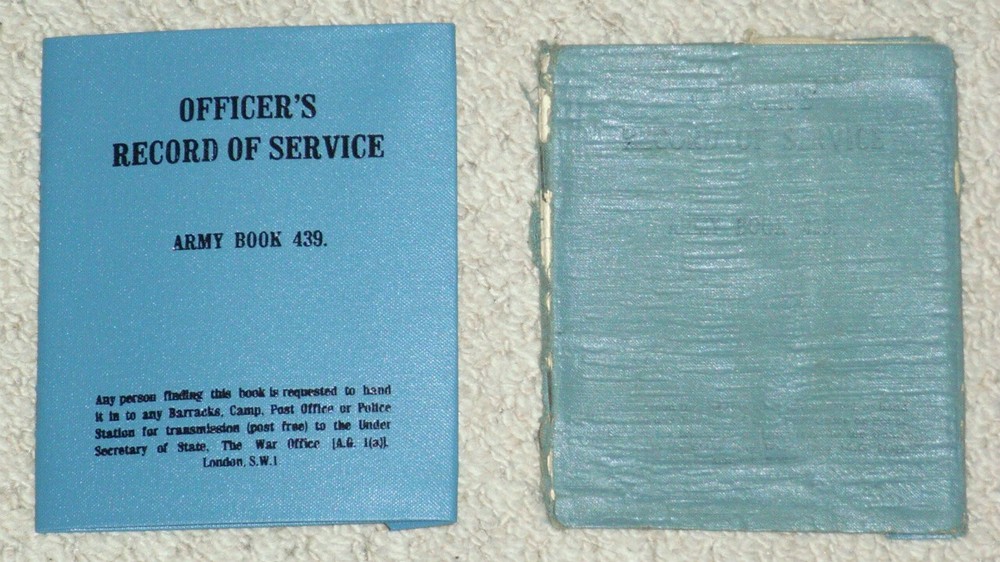 OFFICER'S
RECORD OF SERVICE
ARMY BOOK 439.
Any person finding this book is requested to hand
it in to any Barracks, Camp, Post Office or Police
Station for transmission (post free) to the Under
Secretary of State, The War Office [A.G. 1(a)],
London, S.W.1
RECORD OF SERVICE
ARMY BOOK